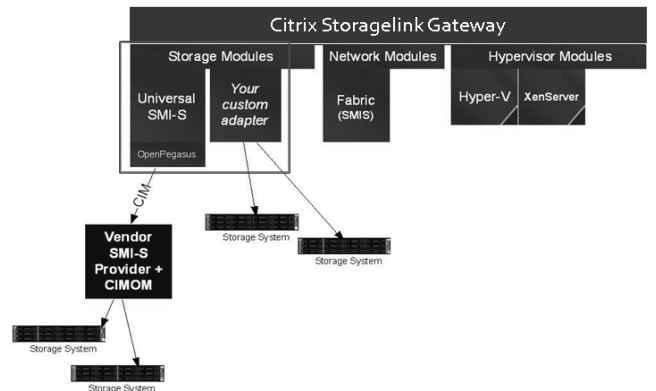 Citrix Storagelink Gateway
Storage Modules
Network Modules
Hypervisor Modules
Universal
SMI-S
OpenPegasus
Your
custom
adapter
Fabric
(SMIS)
Hyper-V
XenServer
CIM
Storage System
Storage System
Vendor
SMI-S
Provider +
CIMOM
Storage System
Storage System